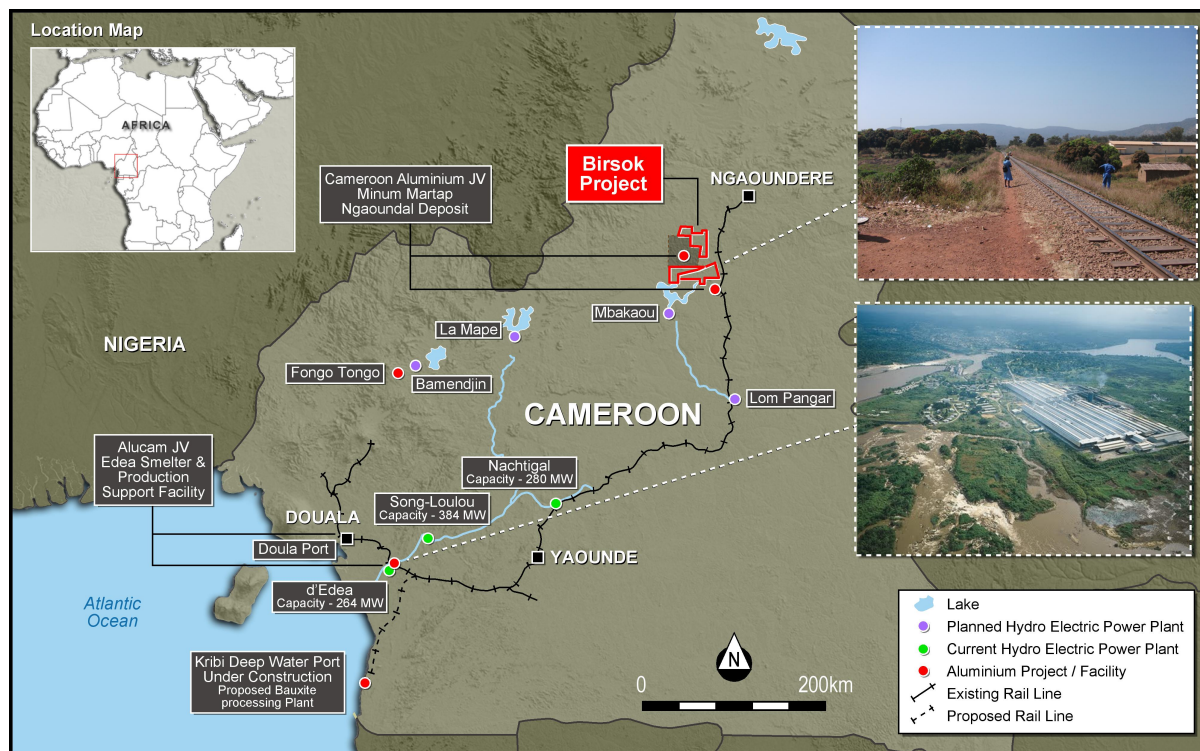 Location Map
AFRICA
Birsok
Project
NGAOUNDERE
Cameroon Aluminium JV
Minum Martap
Ngaoundal Deposit
Mbakaou
La Mape
NIGERIA
Fongo Tongo
Bamendjin
Lom Pangar
CAMEROON
Alucam JV
Edea Smelter &
Production
Support Facility
Nachtigal
Capacity - 280 MW
Song-Loulou
Capacity - 384 MW
DOUALA
Doula Port
YAOUNDE
d'Edea
Capacity - 264 MW
Atlantic
Ocean
Kribi Deep Water Port
Under Construction
Proposed Bauxite
processing Plant
N
0 200km
Lake
Planned Hydro Electric Power Plant
Current Hydro Electric Power Plant
Aluminium Project / Facility
Existing Rail Line
Proposed Rail Line